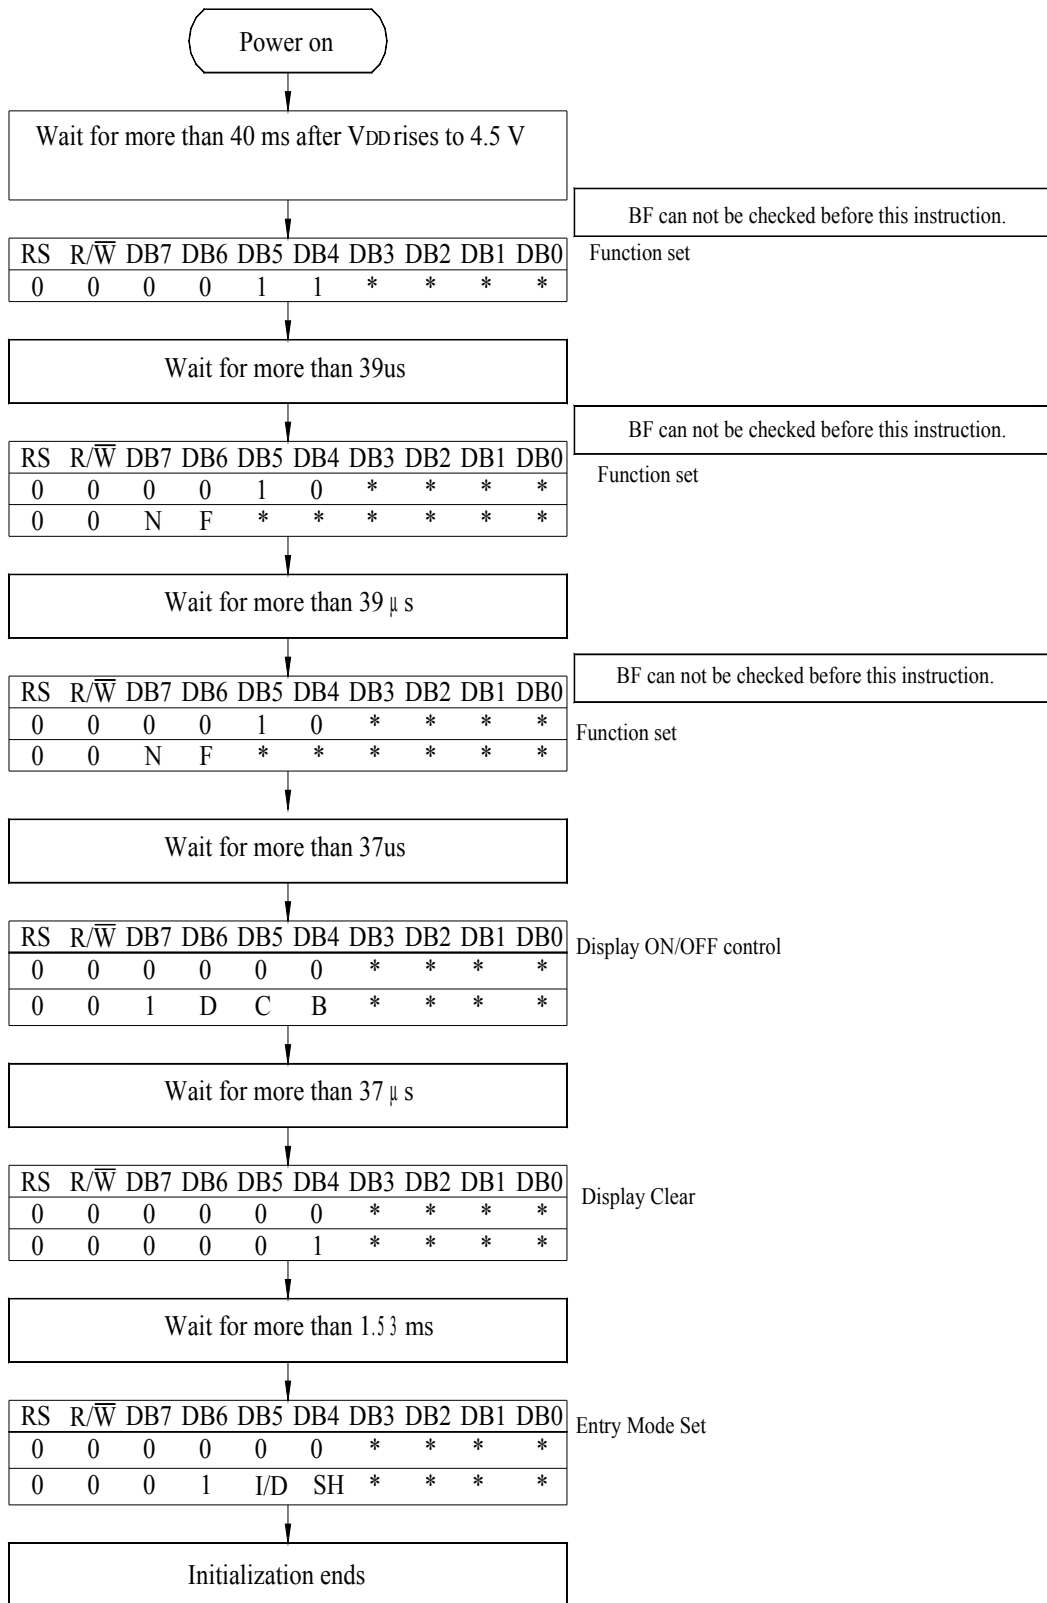 Power on
Wait for more than 40 ms after VDD rises to 4.5 V
BF can not be checked before this instruction.
RS R/W̅ DB7 DB6 DB5 DB4 DB3 DB2 DB1 DB0
Function set
0 0 0 0 1 1 * * * *
Wait for more than 39us
BF can not be checked before this instruction.
RS R/W̅ DB7 DB6 DB5 DB4 DB3 DB2 DB1 DB0
Function set
0 0 0 0 1 0 * * * *
0 0 N F * * * * * *
Wait for more than 39 μ s
BF can not be checked before this instruction.
RS R/W̅ DB7 DB6 DB5 DB4 DB3 DB2 DB1 DB0
0 0 0 0 1 0 * * * *
Function set
0 0 N F * * * * * *
Wait for more than 37us
RS R/W̅ DB7 DB6 DB5 DB4 DB3 DB2 DB1 DB0
Display ON/OFF control
0 0 0 0 0 0 * * * *
0 0 1 D C B * * * *
Wait for more than 37 μ s
RS R/W̅ DB7 DB6 DB5 DB4 DB3 DB2 DB1 DB0
Display Clear
0 0 0 0 0 0 * * * *
0 0 0 0 0 1 * * * *
Wait for more than 1.53 ms
RS R/W̅ DB7 DB6 DB5 DB4 DB3 DB2 DB1 DB0
Entry Mode Set
0 0 0 0 0 0 * * * *
0 0 0 1 I/D SH * * * *
Initialization ends